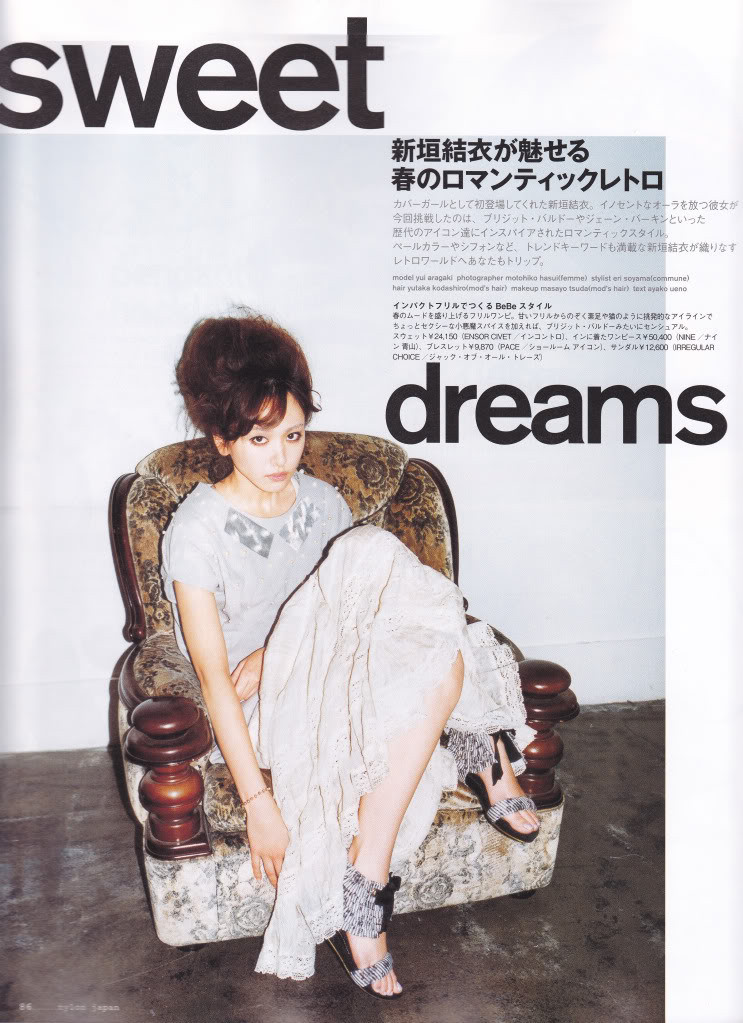 sweet
新垣結衣が魅せる
春のロマンティックレトロ
カバーガールとして初登場してくれた新垣結衣。イノセントなオーラを放つ彼女が
今回挑戦したのは、ブリジット・バルドーやジェーン・バーキンといった
歴代のアイコン達にインスパイアされたロマンティックスタイル。
ペールカラーやシフォンなど、トレンドキーワードも満載な新垣結衣が織りなす
レトロワールドへあなたもトリップ。
model yui aragaki photographer motohiko hasui(femme) stylist eri soyama(commune)
hair yutaka kodashiro(mod's hair) makeup masayo tsuda(mod's hair) text ayako ueno
インパクトフリルでつくる BeBe スタイル
春のムードを盛り上げるフリルワンピ。甘いフリルからのぞく素足や猫のように挑発的なアイラインで
ちょっとセクシーな小悪魔スパイスを加えれば、ブリジット・バルドーみたいにセンシュアル。
スウェット¥24,150（ENSOR CIVET／インコントロ）、インに着たワンピース¥50,400（NINE／ナイ
ン 青山）、ブレスレット¥9,870（PACE／ショールーム アイコン）、サンダル¥12,600（IRREGULAR
CHOICE／ジャック・オブ・オール・トレーズ）
dreams
86 nylon japan